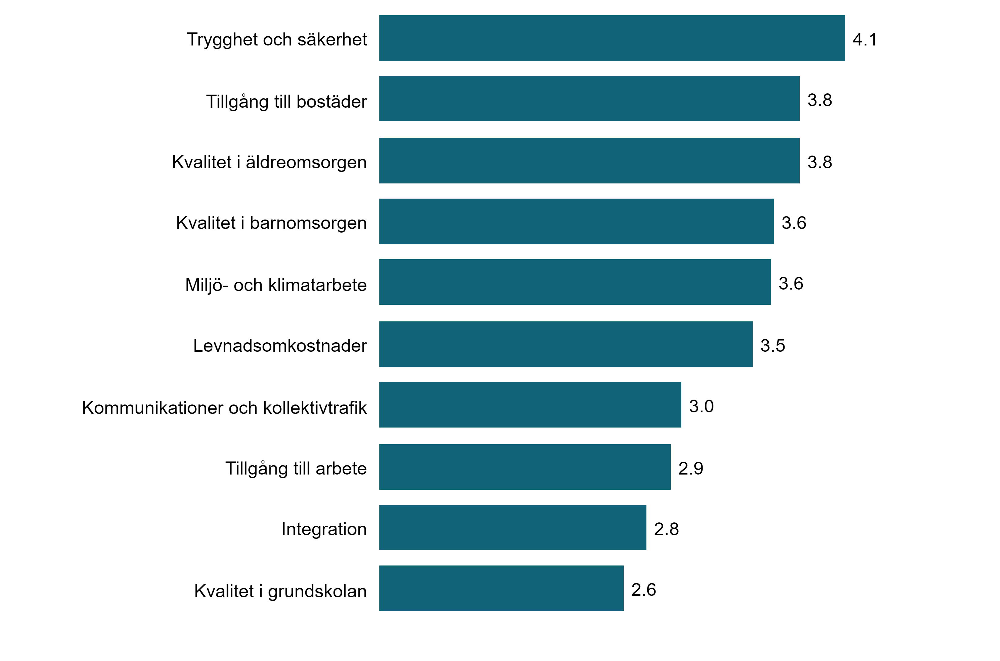 Trygghet och säkerhet 4.1
Tillgång till bostäder 3.8
Kvalitet i äldreomsorgen 3.8
Kvalitet i barnomsorgen 3.6
Miljö- och klimatarbete 3.6
Levnadsomkostnader 3.5
Kommunikationer och kollektivtrafik 3.0
Tillgång till arbete 2.9
Integration 2.8
Kvalitet i grundskolan 2.6